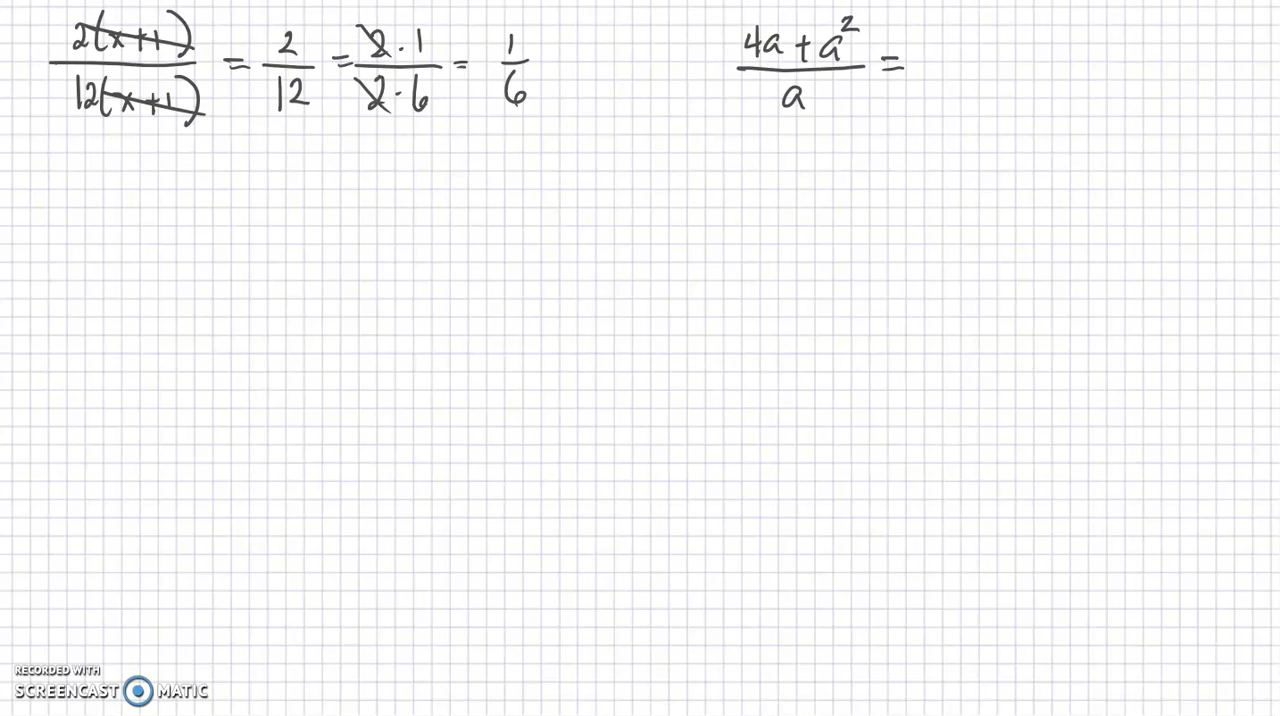 2(x+1)/12(x+1) = 2/12 = 2·1/2·6 = 1/6
4a + a²/a =
RECORDED WITH
SCREENCAST MATIC